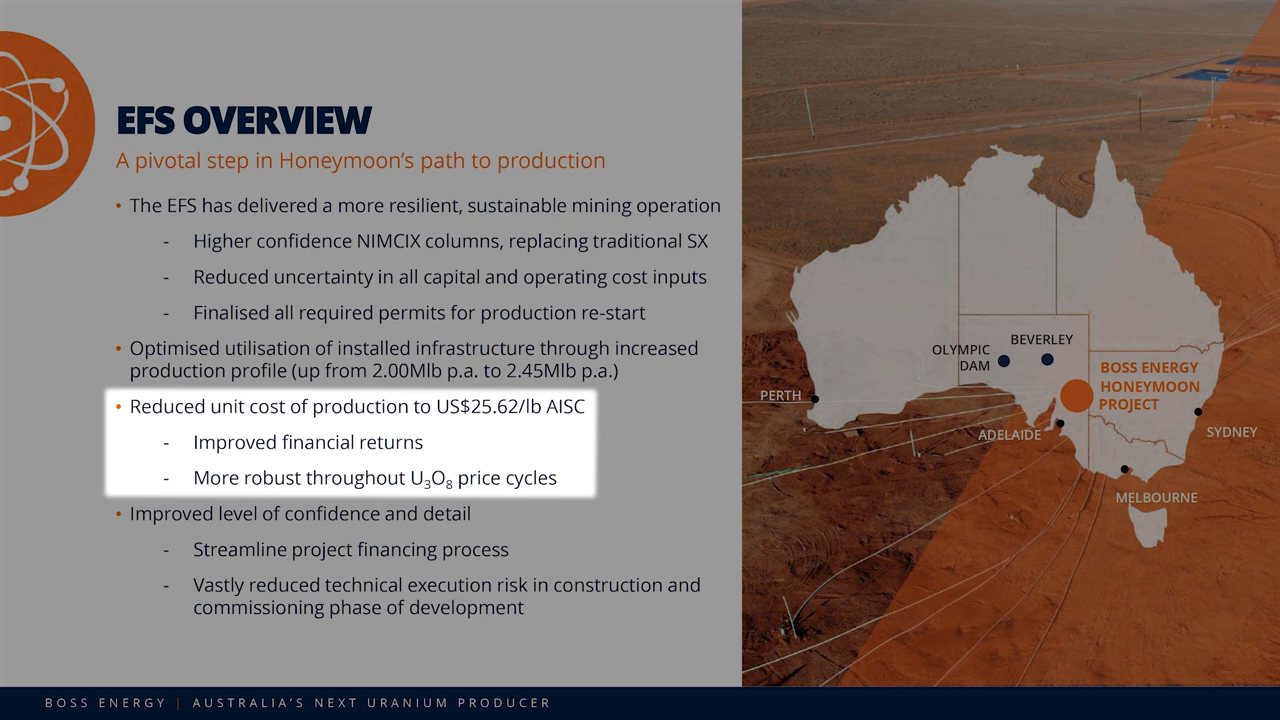 EFS OVERVIEW
A pivotal step in Honeymoon’s path to production
• The EFS has delivered a more resilient, sustainable mining operation
- Higher confidence NIMCIX columns, replacing traditional SX
- Reduced uncertainty in all capital and operating cost inputs
- Finalised all required permits for production re-start
• Optimised utilisation of installed infrastructure through increased
production profile (up from 2.00Mlb p.a. to 2.45Mlb p.a.)
• Reduced unit cost of production to US$25.62/lb AISC
- Improved financial returns
- More robust throughout U₃O₈ price cycles
• Improved level of confidence and detail
- Streamline project financing process
- Vastly reduced technical execution risk in construction and
commissioning phase of development
OLYMPIC
DAM
BEVERLEY
BOSS ENERGY
HONEYMOON
PROJECT
PERTH
ADELAIDE
SYDNEY
MELBOURNE
BOSS ENERGY | AUSTRALIA’S NEXT URANIUM PRODUCER